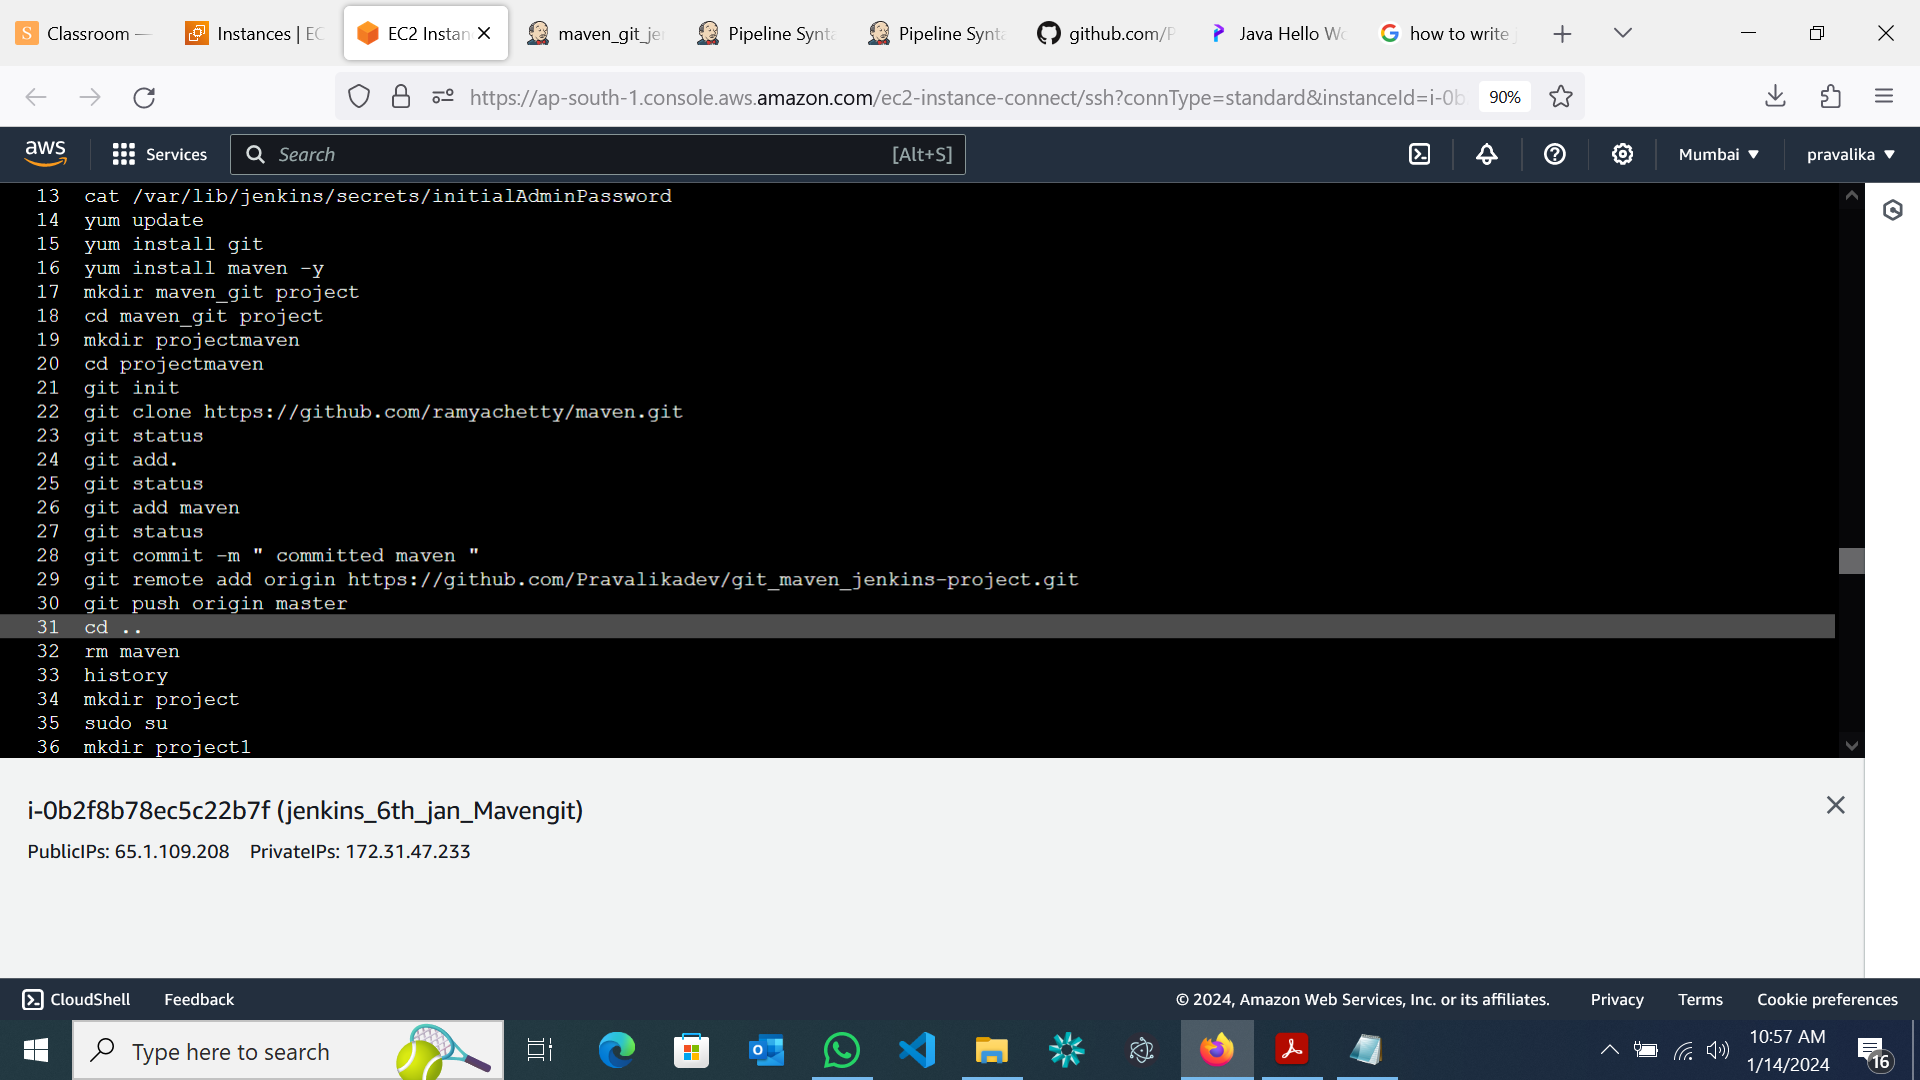 Classroom —
Instances | EC
EC2 Instan
maven_git_je
Pipeline Synta
Pipeline Synta
github.com/P
Java Hello Wo
how to write j
https://ap-south-1.console.aws.amazon.com/ec2-instance-connect/ssh?connType=standard&instanceId=i-0b
90%
aws
Services
Search
[Alt+S]
Mumbai
pravalika
13 cat /var/lib/jenkins/secrets/initialAdminPassword
14 yum update
15 yum install git
16 yum install maven -y
17 mkdir maven_git project
18 cd maven_git project
19 mkdir projectmaven
20 cd projectmaven
21 git init
22 git clone https://github.com/ramyachetty/maven.git
23 git status
24 git add.
25 git status
26 git add maven
27 git status
28 git commit -m " committed maven "
29 git remote add origin https://github.com/Pravalikadev/git_maven_jenkins-project.git
30 git push origin master
31 cd ..
32 rm maven
33 history
34 mkdir project
35 sudo su
36 mkdir project1
i-0b2f8b78ec5c22b7f (jenkins_6th_jan_Mavengit)
PublicIPs: 65.1.109.208 PrivateIPs: 172.31.47.233
CloudShell
Feedback
© 2024, Amazon Web Services, Inc. or its affiliates.
Privacy
Terms
Cookie preferences
Type here to search
10:57 AM
1/14/2024
16